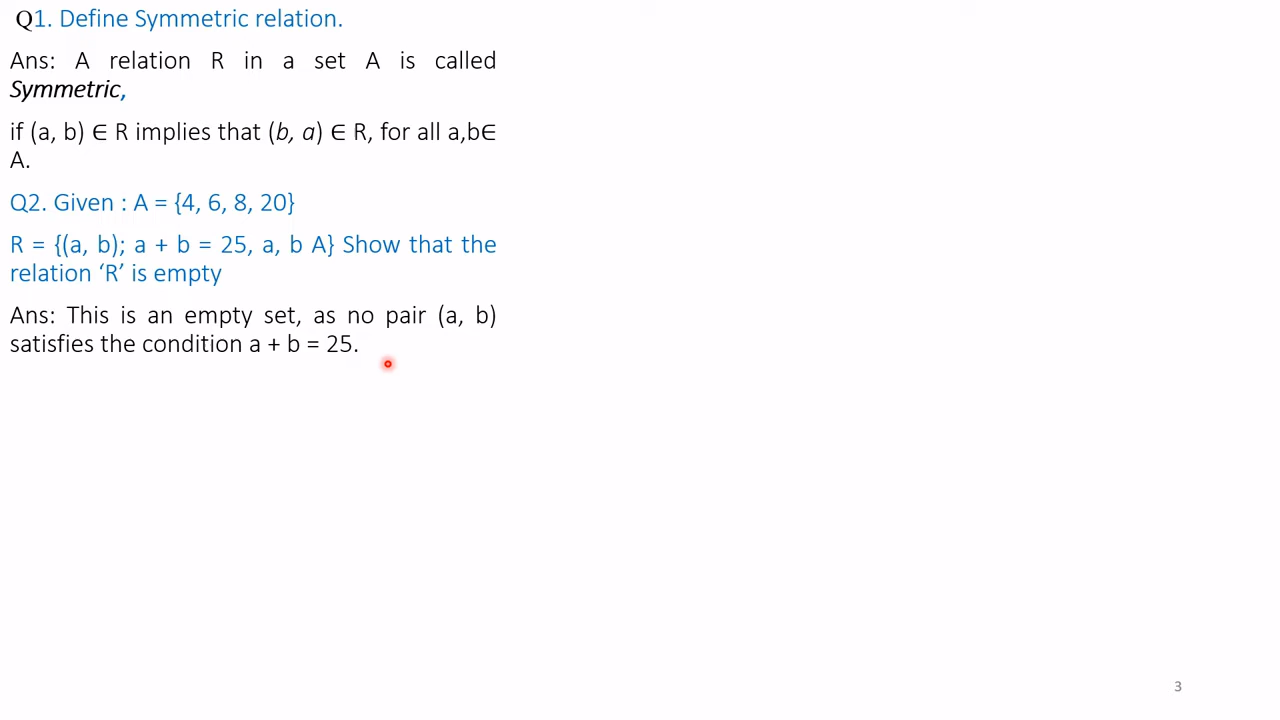 Q1. Define Symmetric relation.
Ans: A relation R in a set A is called
Symmetric,
if (a, b) ∈ R implies that (b, a) ∈ R, for all a,b∈
A.
Q2. Given : A = {4, 6, 8, 20}
R = {(a, b); a + b = 25, a, b A} Show that the
relation ‘R’ is empty
Ans: This is an empty set, as no pair (a, b)
satisfies the condition a + b = 25.
3